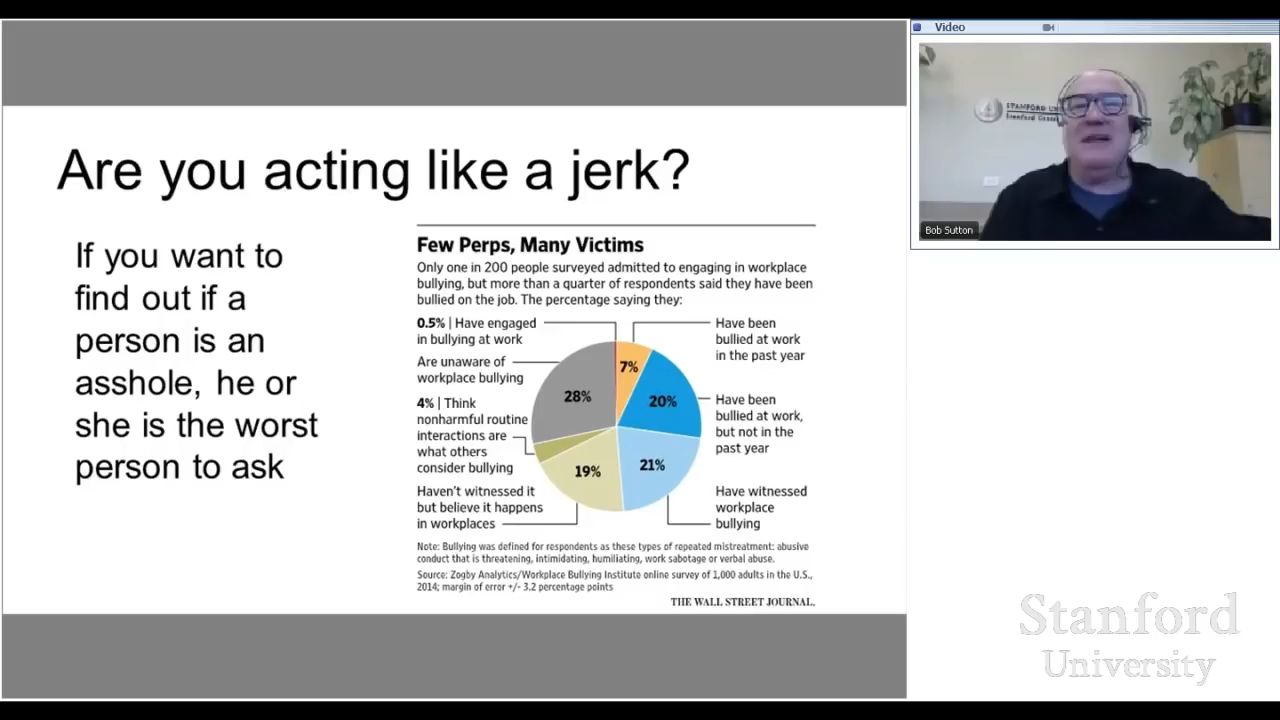 Video
STANFORD
Bob Sutton
Are you acting like a jerk?
If you want to
find out if a
person is an
asshole, he or
she is the worst
person to ask
Few Perps, Many Victims
Only one in 200 people surveyed admitted to engaging in workplace
bullying, but more than a quarter of respondents said they have been
bullied on the job. The percentage saying they:
0.5% | Have engaged
in bullying at work
Are unaware of
workplace bullying
4% | Think
nonharmful routine
interactions are
what others
consider bullying
Haven't witnessed it
but believe it happens
in workplaces
28%
7%
20%
19%
21%
Have been
bullied at work
in the past year
Have been
bullied at work,
but not in the
past year
Have witnessed
workplace
bullying
Note: Bullying was defined for respondents as these types of repeated mistreatment: abusive
conduct that is threatening, intimidating, humiliating, work sabotage or verbal abuse.
Source: Zogby Analytics/Workplace Bullying Institute online survey of 1,000 adults in the U.S.,
2014; margin of error +/- 3.2 percentage points
THE WALL STREET JOURNAL.
Stanford
University